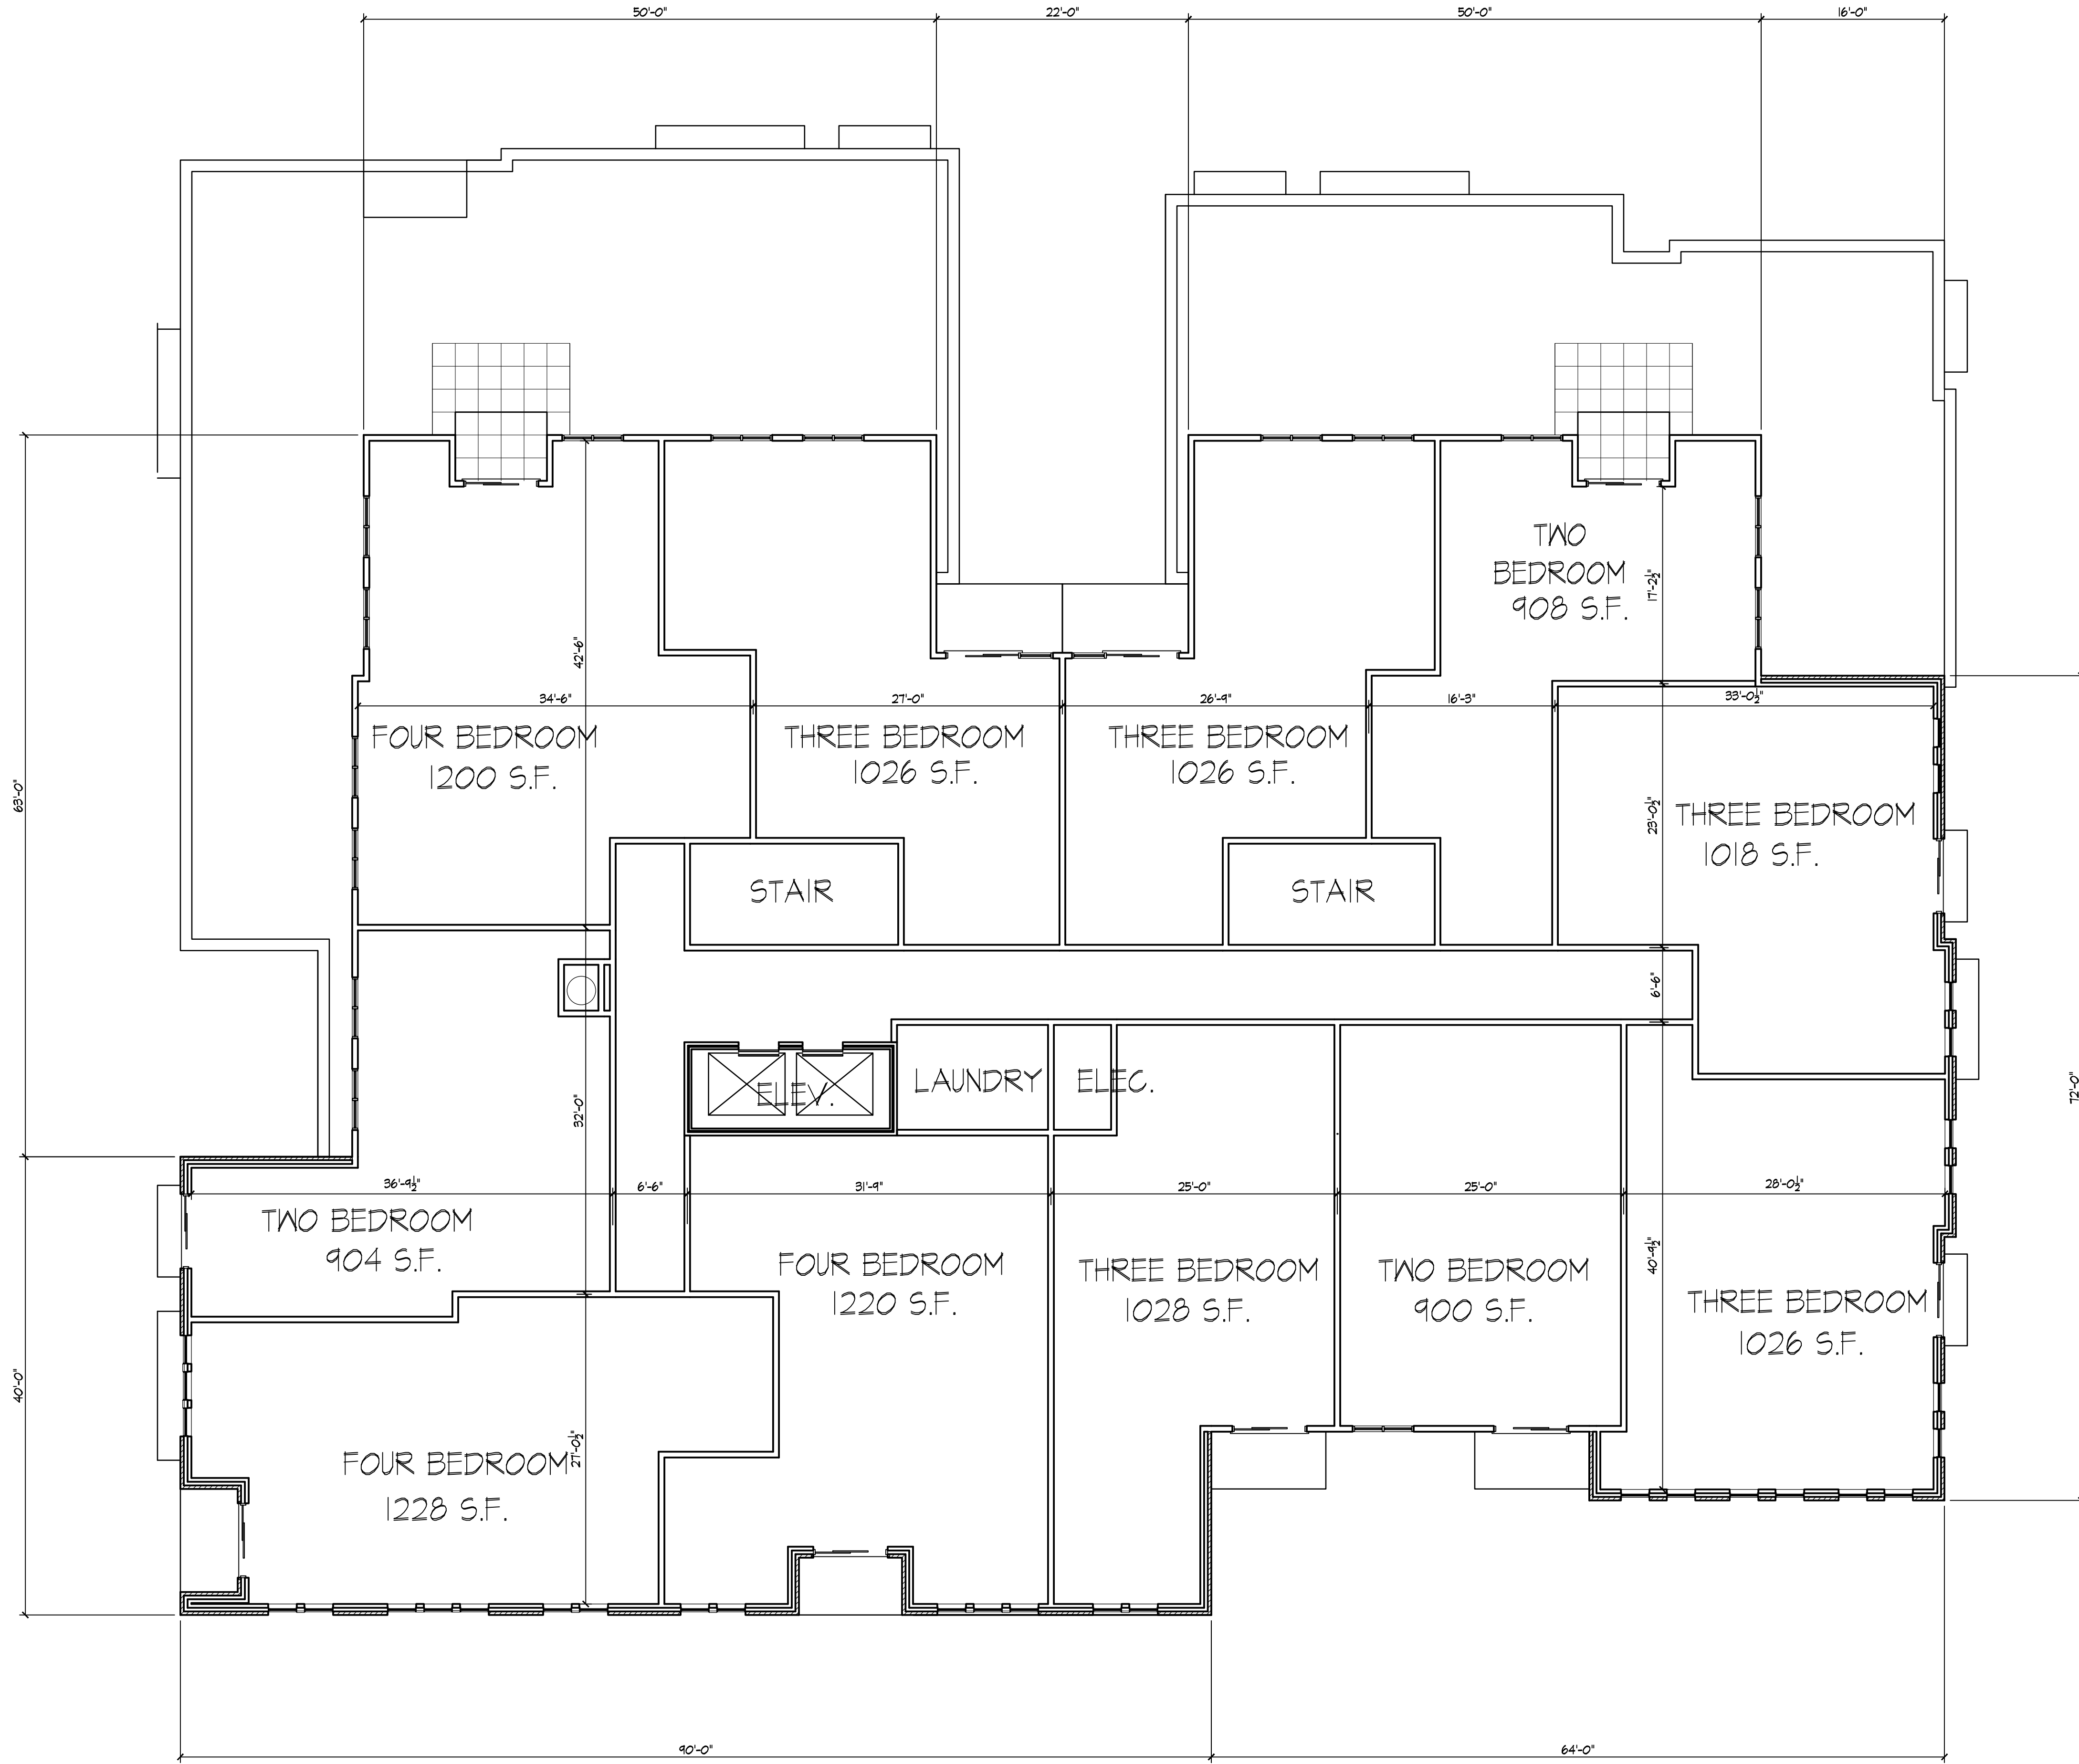 50'-0"
22'-0"
50'-0"
16'-0"
TWO
BEDROOM
908 S.F.
17'-2½"
42'-6"
34'-6"
27'-0"
26'-9"
16'-3"
33'-0½"
FOUR BEDROOM
1200 S.F.
THREE BEDROOM
1026 S.F.
THREE BEDROOM
1026 S.F.
63'-0"
23'-0½"
THREE BEDROOM
1018 S.F.
STAIR
STAIR
6'-6"
ELEV.
LAUNDRY
ELEC.
32'-0"
72'-0"
36'-9½"
6'-6"
31'-9"
25'-0"
25'-0"
28'-0½"
TWO BEDROOM
904 S.F.
FOUR BEDROOM
1220 S.F.
THREE BEDROOM
1028 S.F.
TWO BEDROOM
900 S.F.
40'-9½"
THREE BEDROOM
1026 S.F.
40'-0"
FOUR BEDROOM
1228 S.F.
27'-0½"
90'-0"
64'-0"